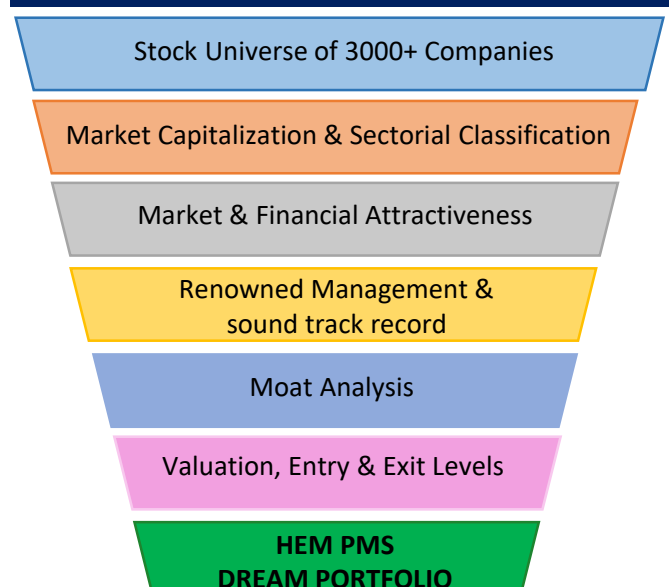 Stock Universe of 3000+ Companies
Market Capitalization & Sectorial Classification
Market & Financial Attractiveness
Renowned Management &
sound track record
Moat Analysis
Valuation, Entry & Exit Levels
HEM PMS
DREAM PORTFOLIO